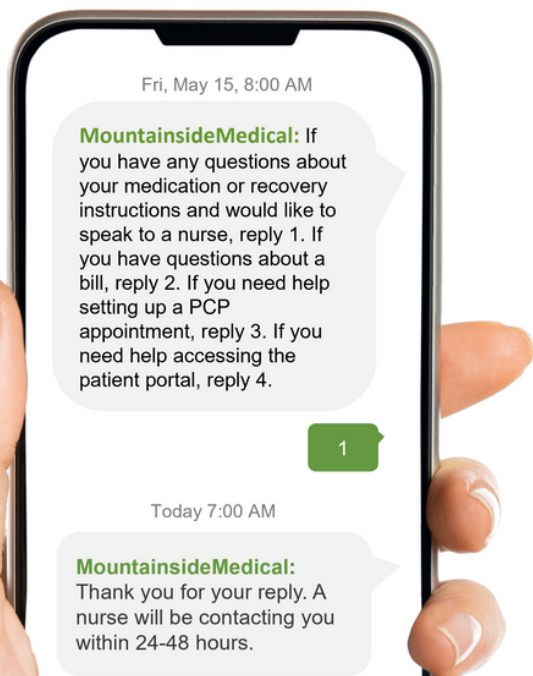 Fri, May 15, 8:00 AM
MountainsideMedical: If
you have any questions about
your medication or recovery
instructions and would like to
speak to a nurse, reply 1. If
you have questions about a
bill, reply 2. If you need help
setting up a PCP
appointment, reply 3. If you
need help accessing the
patient portal, reply 4.
1
Today 7:00 AM
MountainsideMedical:
Thank you for your reply. A
nurse will be contacting you
within 24-48 hours.